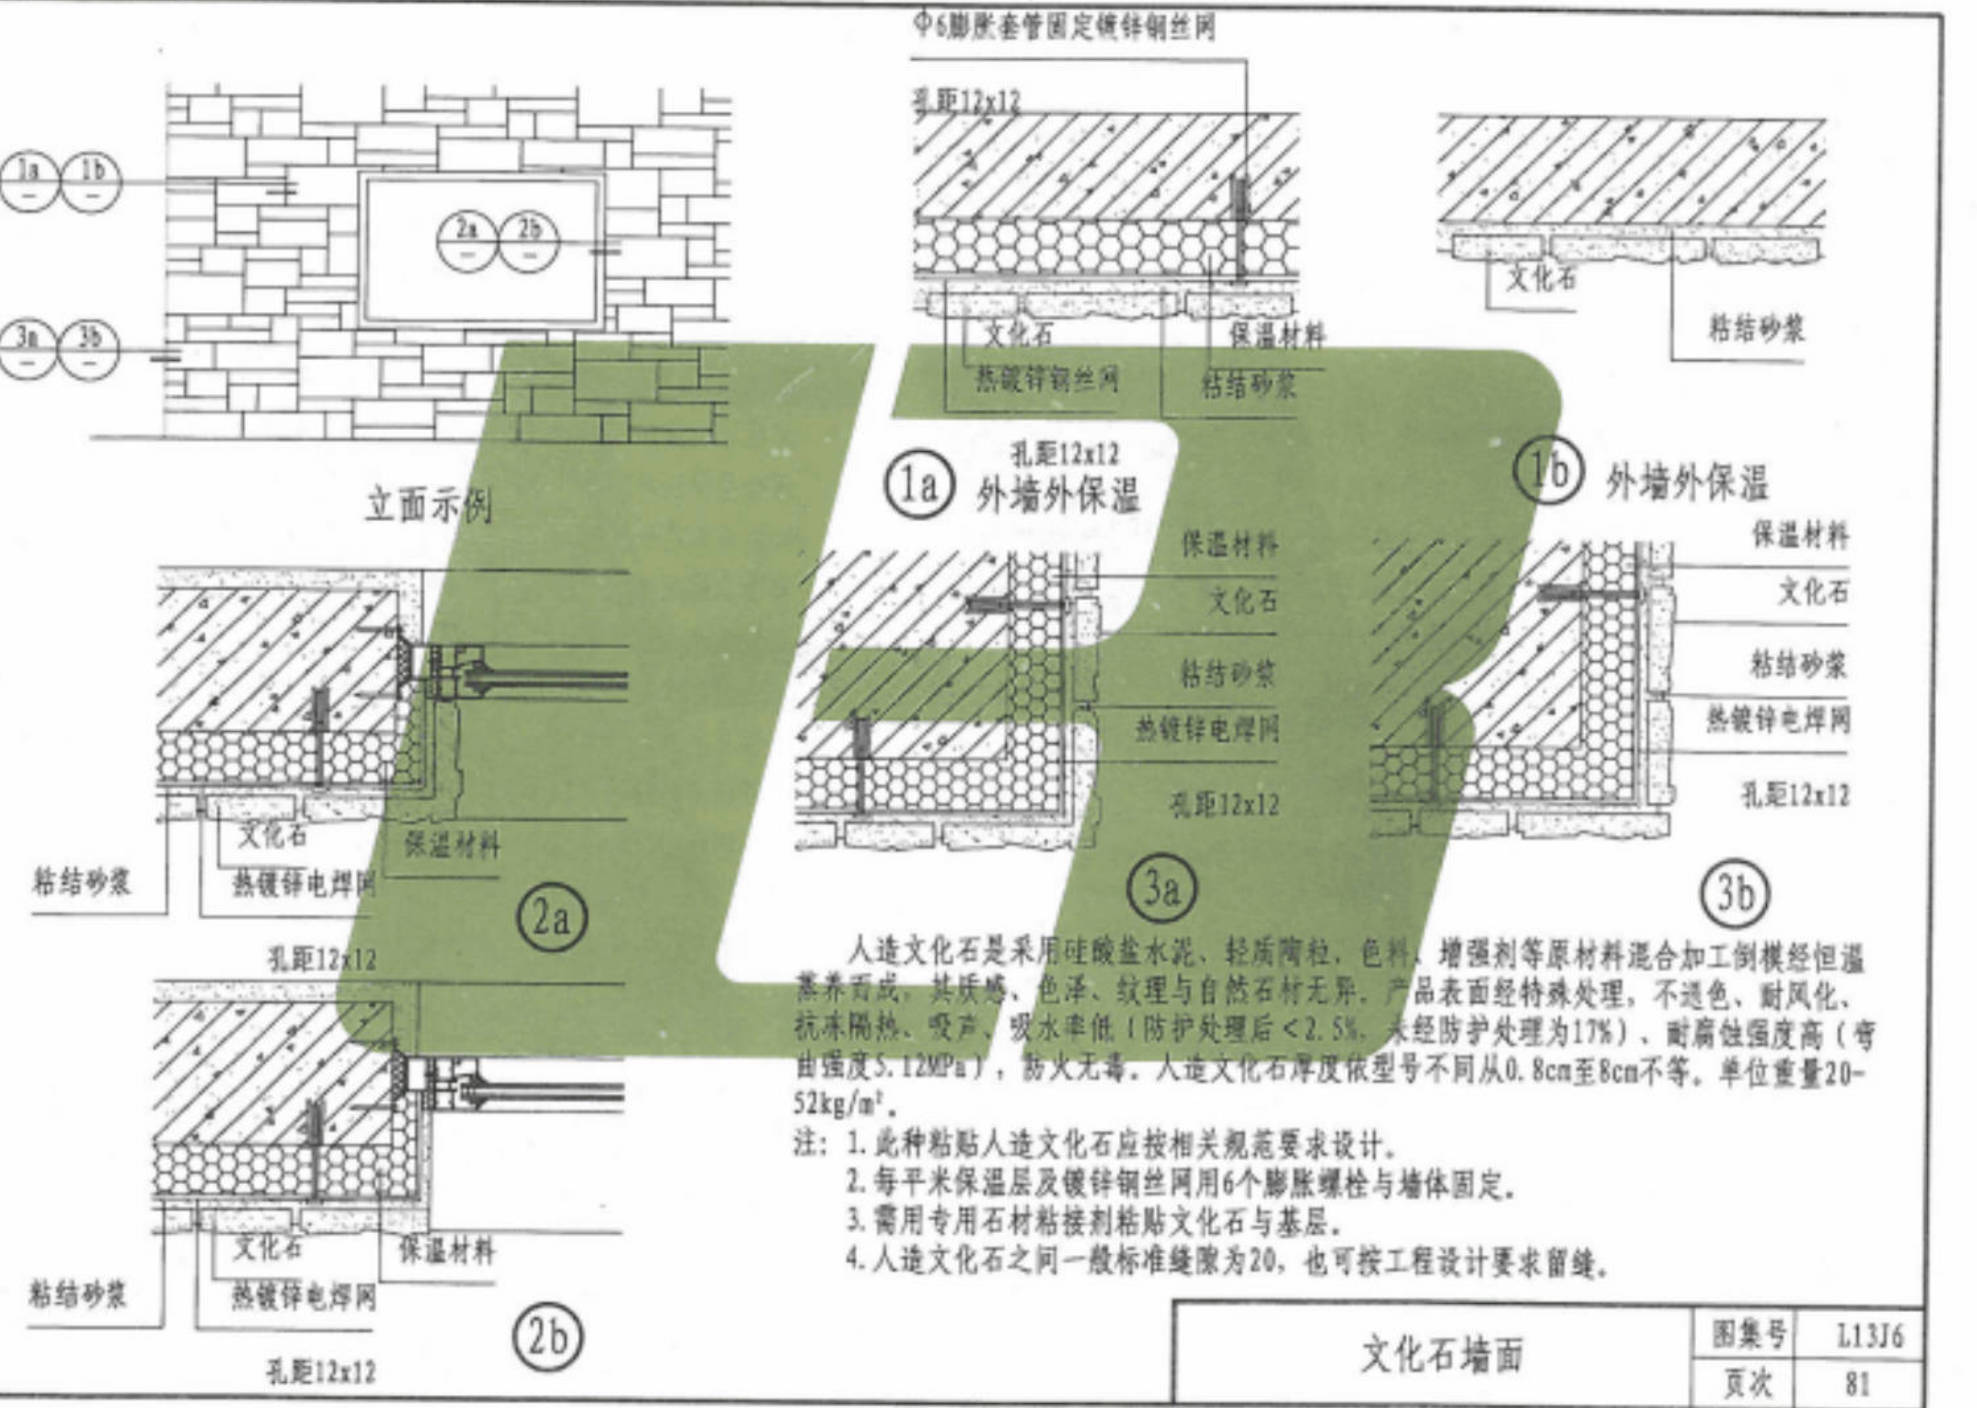 Φ6膨胀套管固定镀锌钢丝网
孔距12x12
1a
1b
2a
2b
3a
3b
文化石
保温材料
热镀锌钢丝网
粘结砂浆
孔距12x12
1a
外墙外保温
文化石
粘结砂浆
1b
外墙外保温
立面示例
文化石
保温材料
粘结砂浆
热镀锌电焊网
孔距12x12
2a
保温材料
文化石
粘结砂浆
热镀锌电焊网
孔距12x12
3a
保温材料
文化石
粘结砂浆
热镀锌电焊网
孔距12x12
3b
文化石
保温材料
粘结砂浆
热镀锌电焊网
孔距12x12
2b
人造文化石是采用硅酸盐水泥、轻质陶粒、色料、增强剂等原材料混合加工倒模经恒温
蒸养而成，其质感、色泽、纹理与自然石材无异。产品表面经特殊处理，不退色、耐风化、
抗冻隔热、吸声、吸水率低（防护处理后<2.5%，未经防护处理为17%）、耐腐蚀强度高（弯
曲强度5.12MPa），防火无毒。人造文化石厚度依型号不同从0.8cm至8cm不等。单位重量20-
52kg/m²。
注：1.此种粘贴人造文化石应按相关规范要求设计。
2.每平米保温层及镀锌钢丝网用6个膨胀螺栓与墙体固定。
3.需用专用石材粘接剂粘贴文化石与基层。
4.人造文化石之间一般标准缝隙为20，也可按工程设计要求留缝。
文化石墙面
图集号
L13J6
页次
81